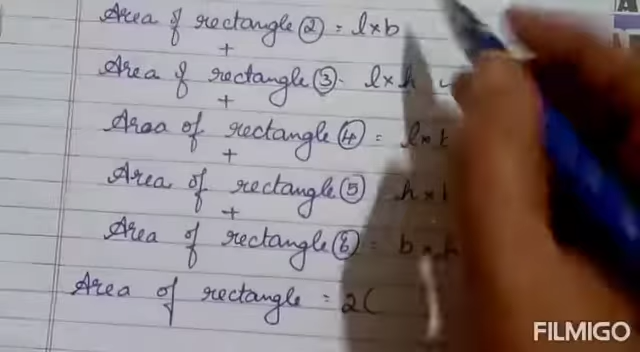 Area of rectangle ② = l×b
+
Area of rectangle ③. l×h
+
Araa of rectangle ④ = l×
+
Area of rectangle ⑤ h×
+
Area of rectangle ⑥ = b×
Area of rectangle = 2(
FILMIGO